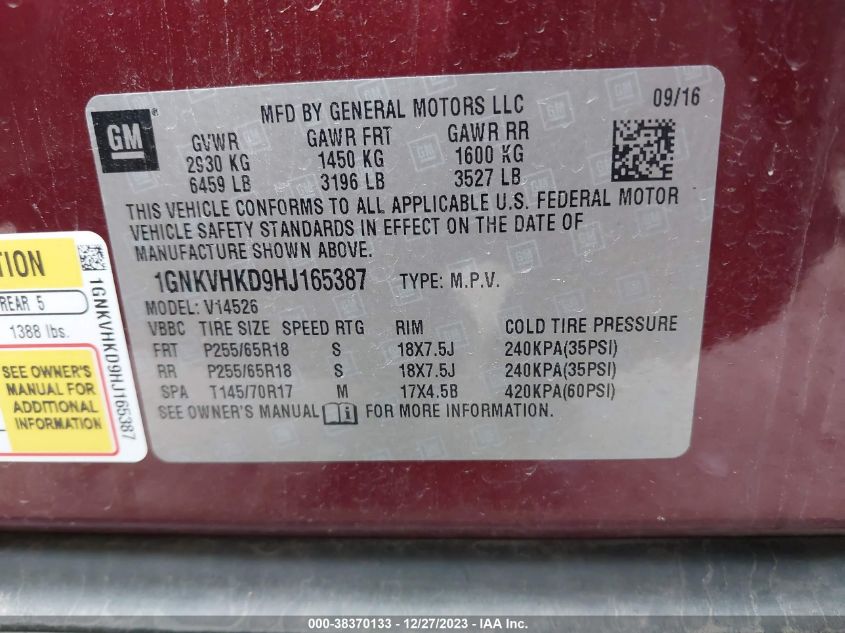 GM
MFD BY GENERAL MOTORS LLC
09/16
GVWR GAWR FRT GAWR RR
2930 KG 1450 KG 1600 KG
6459 LB 3196 LB 3527 LB
THIS VEHICLE CONFORMS TO ALL APPLICABLE U.S. FEDERAL MOTOR
VEHICLE SAFETY STANDARDS IN EFFECT ON THE DATE OF
MANUFACTURE SHOWN ABOVE.
1GNKVHKD9HJ165387 TYPE: M.P.V.
MODEL: V14526
VBBC TIRE SIZE SPEED RTG RIM COLD TIRE PRESSURE
FRT P255/65R18 S 18X7.5J 240KPA(35PSI)
RR P255/65R18 S 18X7.5J 240KPA(35PSI)
SPA T145/70R17 M 17X4.5B 420KPA(60PSI)
SEE OWNER'S MANUAL i FOR MORE INFORMATION.
REAR 5
1388 lbs.
SEE OWNER'S
MANUAL FOR
ADDITIONAL
INFORMATION
1GNKVHKD9HJ165387
000-38370133 - 12/27/2023 - IAA Inc.